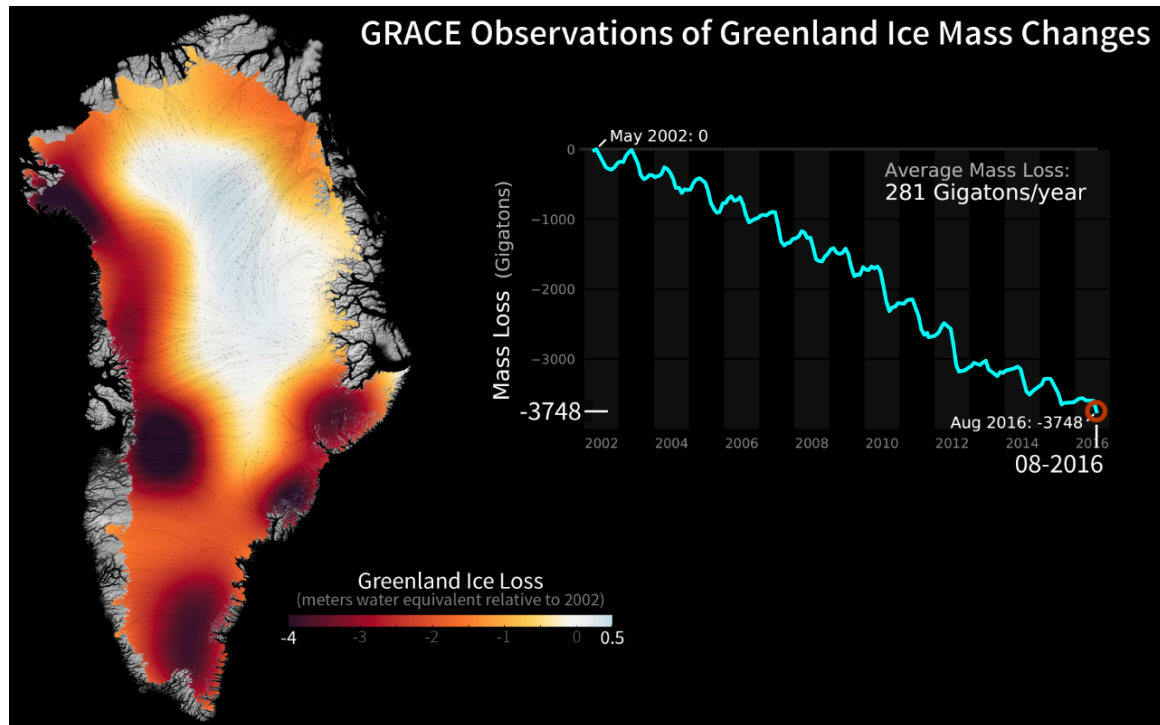 GRACE Observations of Greenland Ice Mass Changes
May 2002: 0
0
Average Mass Loss:
281 Gigatons/year
−1000
−2000
−3000
Mass Loss (Gigatons)
-3748
Aug 2016: -3748
2002 2004 2006 2008 2010 2012 2014 2016
08-2016
Greenland Ice Loss
(meters water equivalent relative to 2002)
-4 -3 -2 -1 0 0.5